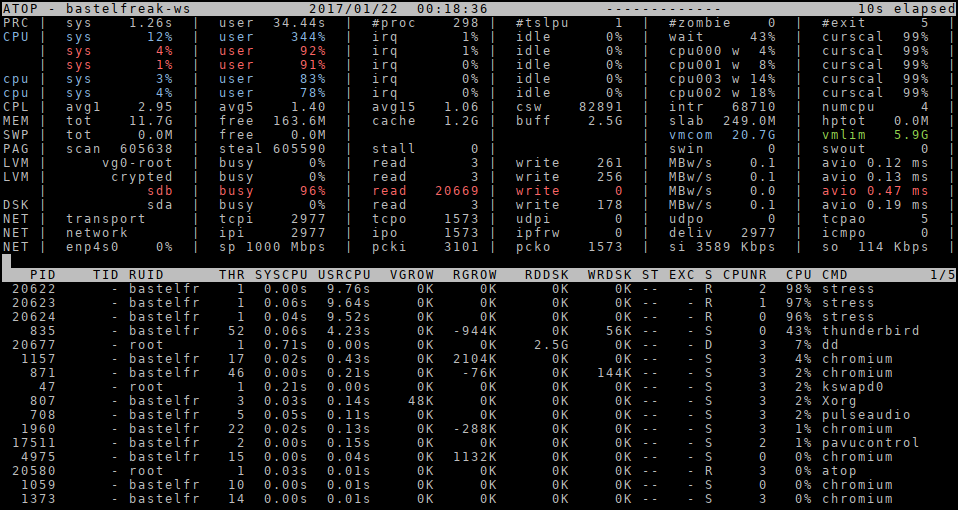 ATOP - bastelfreak-ws 2017/01/22 00:18:36 ------------- 10s elapsed
PRC | sys 1.26s | user 34.44s | #proc 298 | #tslpu 1 | #zombie 0 | #exit 5 |
CPU | sys 12% | user 344% | irq 1% | idle 0% | wait 43% | curscal 99% |
| sys 4% | user 92% | irq 1% | idle 0% | cpu000 w 4% | curscal 99% |
| sys 1% | user 91% | irq 0% | idle 0% | cpu001 w 8% | curscal 99% |
cpu | sys 3% | user 83% | irq 0% | idle 0% | cpu003 w 14% | curscal 99% |
cpu | sys 4% | user 78% | irq 0% | idle 0% | cpu002 w 18% | curscal 99% |
CPL | avg1 2.95 | avg5 1.40 | avg15 1.06 | csw 82891 | intr 68710 | numcpu 4 |
MEM | tot 11.7G | free 163.6M | cache 1.2G | buff 2.5G | slab 249.0M | hptot 0.0M |
SWP | tot 0.0M | free 0.0M | | | vmcom 20.7G | vmlim 5.9G |
PAG | scan 605638 | steal 605590 | stall 0 | | swin 0 | swout 0 |
LVM | vg0-root | busy 0% | read 3 | write 261 | MBw/s 0.1 | avio 0.12 ms |
LVM | crypted | busy 0% | read 3 | write 256 | MBw/s 0.1 | avio 0.13 ms |
| sdb | busy 96% | read 20669 | write 0 | MBw/s 0.0 | avio 0.47 ms |
DSK | sda | busy 0% | read 3 | write 178 | MBw/s 0.1 | avio 0.19 ms |
NET | transport | tcpi 2977 | tcpo 1573 | udpi 0 | udpo 0 | tcpao 5 |
NET | network | ipi 2977 | ipo 1573 | ipfrw 0 | deliv 2977 | icmpo 0 |
NET | enp4s0 0% | sp 1000 Mbps | pcki 3101 | pcko 1573 | si 3589 Kbps | so 114 Kbps |
PID TID RUID THR SYSCPU USRCPU VGROW RGROW RDDSK WRDSK ST EXC S CPUNR CPU CMD 1/5
20622 - bastelfr 1 0.00s 9.76s 0K 0K 0K 0K -- - R 2 98% stress
20623 - bastelfr 1 0.06s 9.64s 0K 0K 0K 0K -- - R 1 97% stress
20624 - bastelfr 1 0.04s 9.52s 0K 0K 0K 0K -- - R 0 96% stress
835 - bastelfr 52 0.06s 4.23s 0K -944K 0K 56K -- - S 0 43% thunderbird
20677 - root 1 0.71s 0.00s 0K 0K 2.5G 0K -- - D 3 7% dd
1157 - bastelfr 17 0.02s 0.43s 0K 2104K 0K 0K -- - S 3 4% chromium
871 - bastelfr 46 0.00s 0.21s 0K -76K 0K 144K -- - S 3 2% chromium
47 - root 1 0.21s 0.00s 0K 0K 0K 0K -- - S 3 2% kswapd0
807 - bastelfr 3 0.03s 0.14s 48K 0K 0K 0K -- - S 3 2% Xorg
708 - bastelfr 5 0.05s 0.11s 0K 0K 0K 0K -- - S 3 2% pulseaudio
1960 - bastelfr 22 0.02s 0.13s 0K -288K 0K 0K -- - S 3 1% chromium
17511 - bastelfr 2 0.00s 0.15s 0K 0K 0K 0K -- - S 2 1% pavucontrol
4975 - bastelfr 15 0.00s 0.04s 0K 1132K 0K 0K -- - S 0 0% chromium
20580 - root 1 0.03s 0.01s 0K 0K 0K 0K -- - R 3 0% atop
1059 - bastelfr 10 0.00s 0.01s 0K 0K 0K 0K -- - S 0 0% chromium
1373 - bastelfr 14 0.00s 0.01s 0K 0K 0K 0K -- - S 3 0% chromium